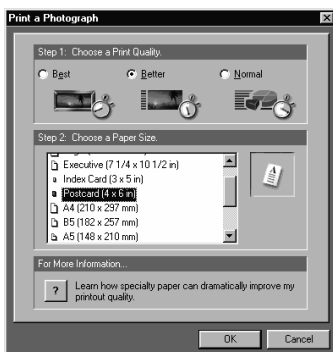 Print a Photograph
Step 1: Choose a Print Quality.
Best Better Normal
Step 2: Choose a Paper Size.
Executive (7 1/4 x 10 1/2 in)
Index Card (3 x 5 in)
Postcard (4 x 6 in)
A4 (210 x 297 mm)
B5 (182 x 257 mm)
A5 (148 x 210 mm)
For More Information...
? Learn how specialty paper can dramatically improve my
printout quality.
OK Cancel